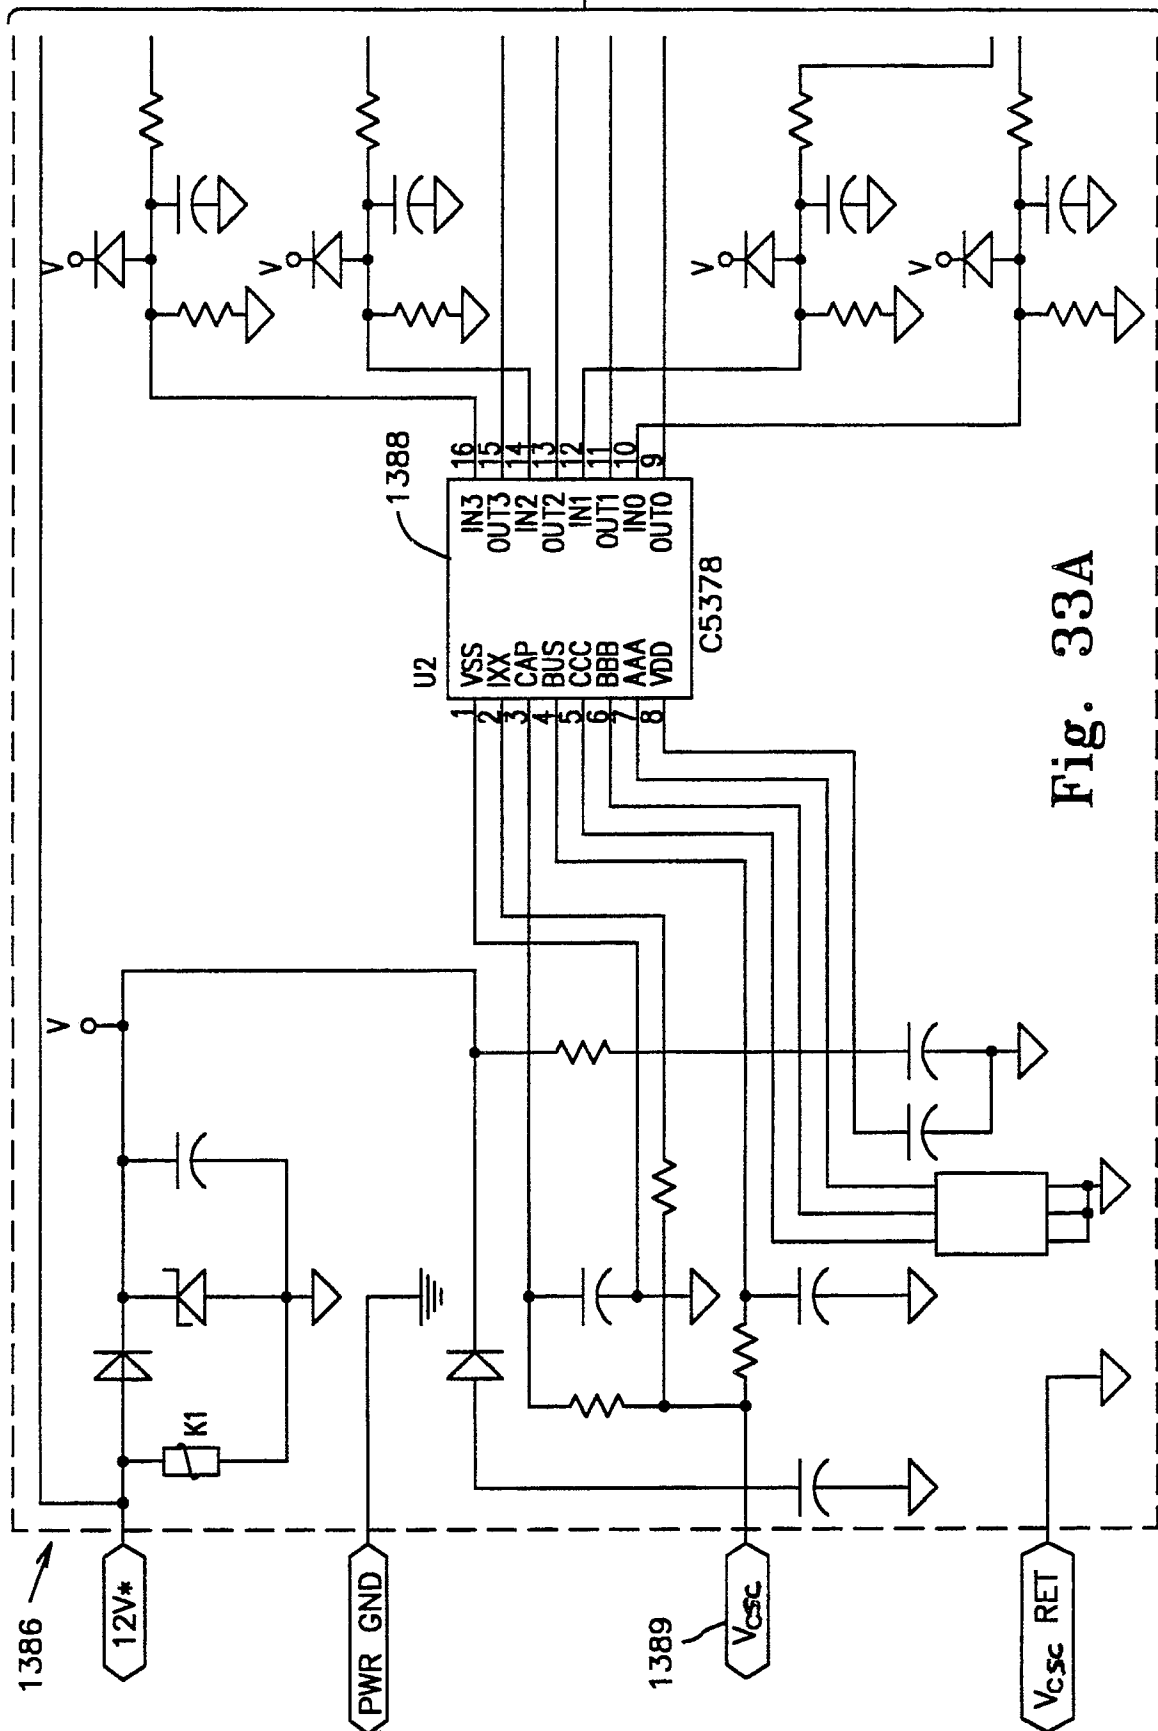 1386
12V*
PWR GND
1389
VCSC
VCSC RET
K1
V
U2
1 VSS
2 IXX
3 CAP
4 BUS
5 CCC
6 BBB
7 AAA
8 VDD
IN3 16
OUT3 15
IN2 14
OUT2 13
IN1 12
OUT1 11
IN0 10
OUT0 9
C5378
1388
V
V
V
V
Fig. 33A